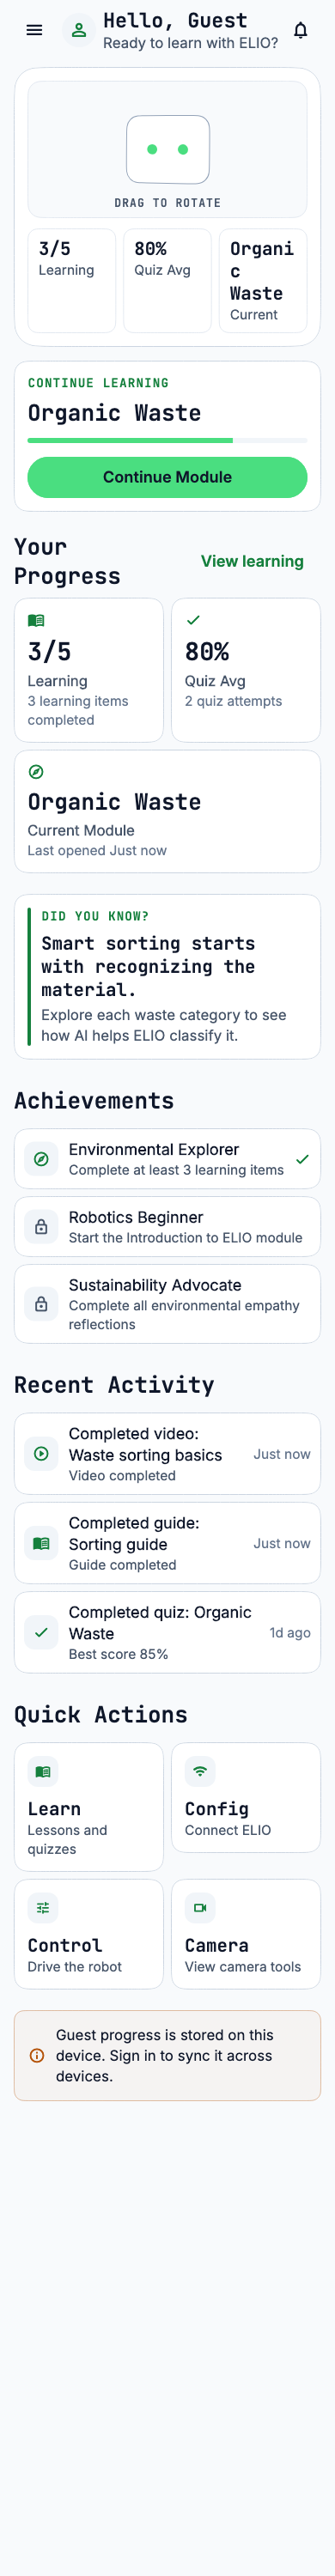 Hello, Guest
Ready to learn with ELIO?
DRAG TO ROTATE
3/5
Learning
80%
Quiz Avg
Organi
c
Waste
Current
CONTINUE LEARNING
Organic Waste
Continue Module
Your
Progress
View learning
3/5
Learning
3 learning items
completed
80%
Quiz Avg
2 quiz attempts
Organic Waste
Current Module
Last opened Just now
DID YOU KNOW?
Smart sorting starts
with recognizing the
material.
Explore each waste category to see
how AI helps ELIO classify it.
Achievements
Environmental Explorer
Complete at least 3 learning items
Robotics Beginner
Start the Introduction to ELIO module
Sustainability Advocate
Complete all environmental empathy
reflections
Recent Activity
Completed video:
Waste sorting basics
Video completed
Just now
Completed guide:
Sorting guide
Guide completed
Just now
Completed quiz: Organic
Waste
Best score 85%
1d ago
Quick Actions
Learn
Lessons and
quizzes
Config
Connect ELIO
Control
Drive the robot
Camera
View camera tools
Guest progress is stored on this
device. Sign in to sync it across
devices.